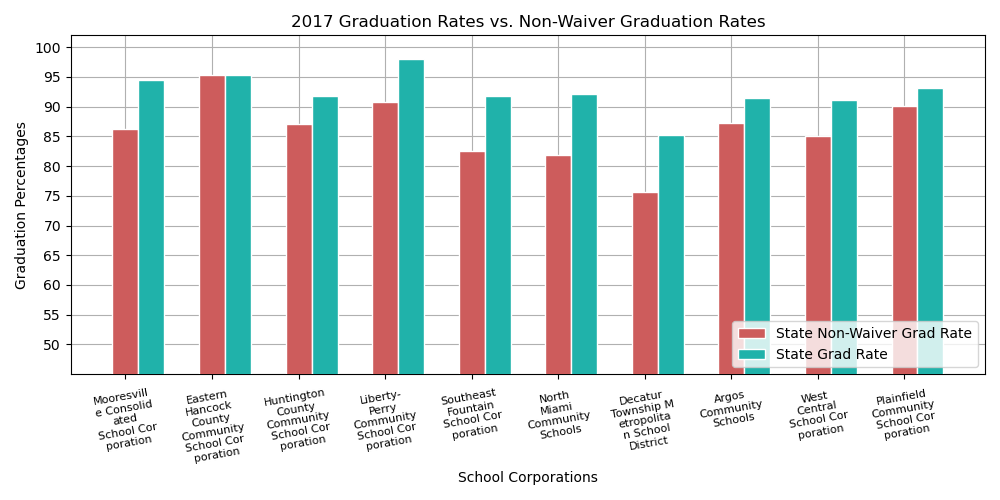 2017 Graduation Rates vs. Non-Waiver Graduation Rates
Graduation Percentages
100
95
90
85
80
75
70
65
60
55
50
State Non-Waiver Grad Rate
State Grad Rate
Mooresvill
e Consolid
ated
School Cor
poration
Eastern
Hancock
County
Community
School Cor
poration
Huntington
County
Community
School Cor
poration
Liberty-
Perry
Community
School Cor
poration
Southeast
Fountain
School Cor
poration
North
Miami
Community
Schools
Decatur
Township M
etropolita
n School
District
Argos
Community
Schools
West
Central
School Cor
poration
Plainfield
Community
School Cor
poration
School Corporations